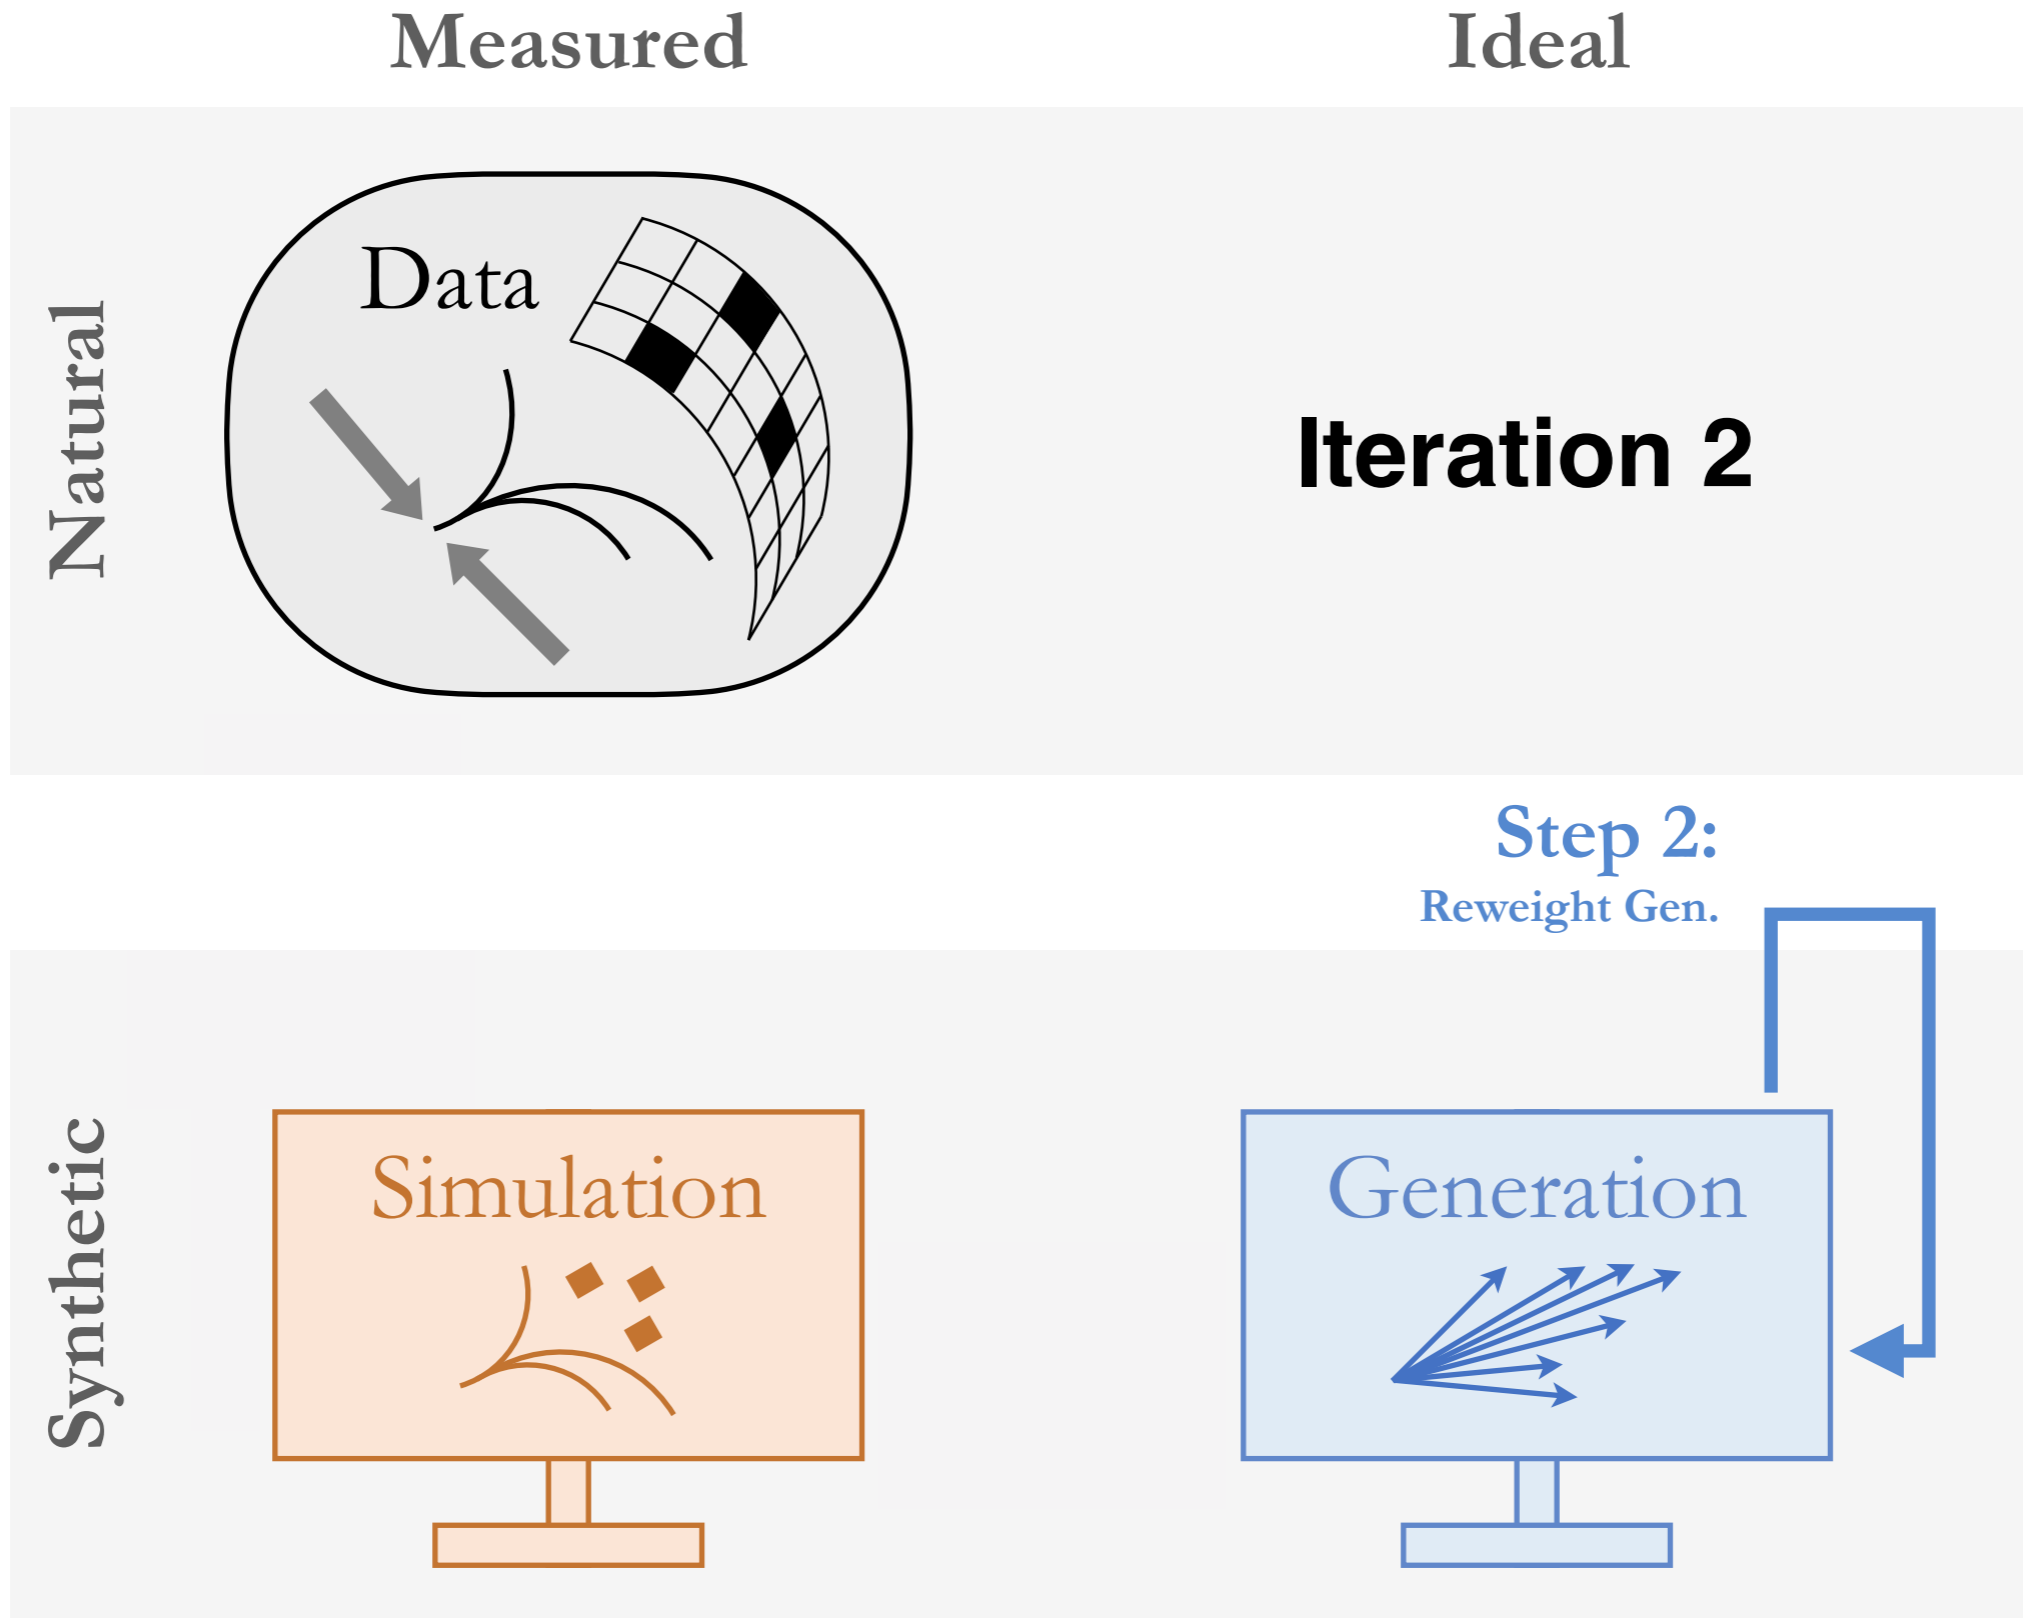 Measured
Ideal
Natural
Data
Iteration 2
Step 2:
Reweight Gen.
Synthetic
Simulation
Generation